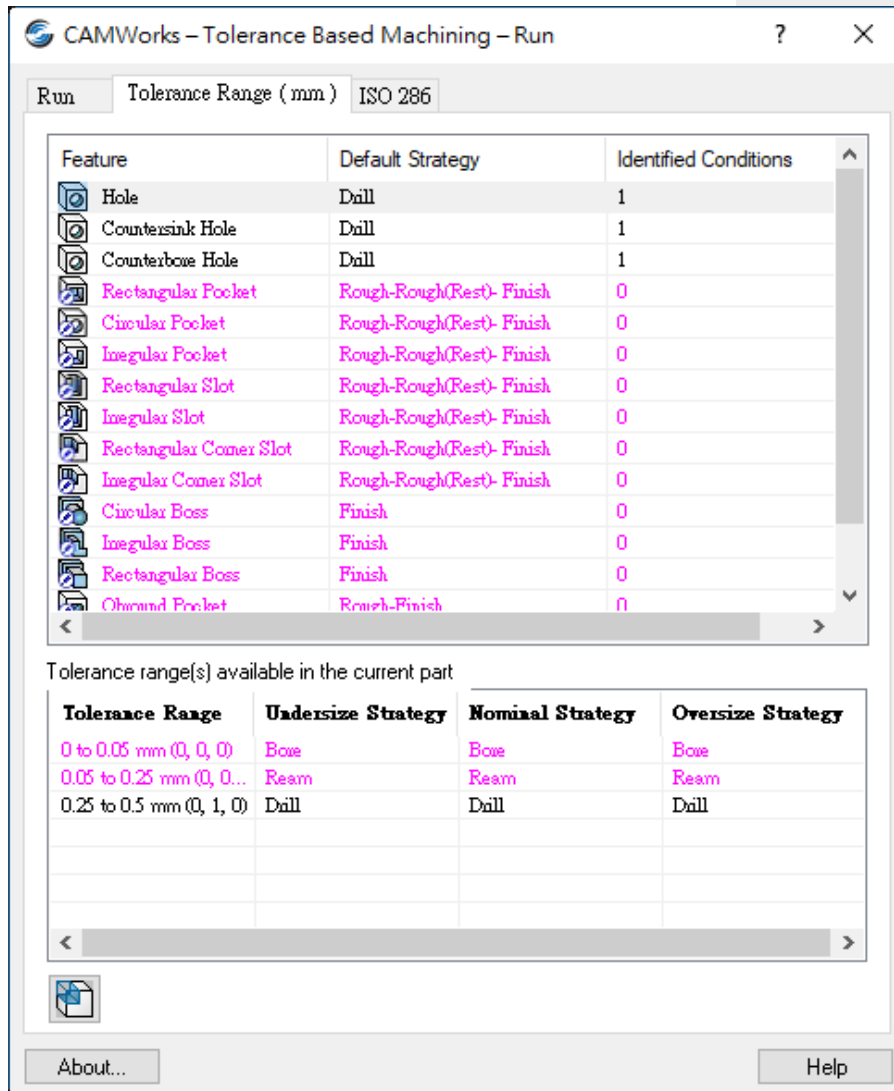 CAMWorks – Tolerance Based Machining – Run ?
Run Tolerance Range ( mm ) ISO 286
Feature Default Strategy Identified Conditions
Hole Drill 1
Countersink Hole Drill 1
Counterbore Hole Drill 1
Rectangular Pocket Rough-Rough(Rest)- Finish 0
Circular Pocket Rough-Rough(Rest)- Finish 0
Irregular Pocket Rough-Rough(Rest)- Finish 0
Rectangular Slot Rough-Rough(Rest)- Finish 0
Irregular Slot Rough-Rough(Rest)- Finish 0
Rectangular Corner Slot Rough-Rough(Rest)- Finish 0
Irregular Corner Slot Rough-Rough(Rest)- Finish 0
Circular Boss Finish 0
Irregular Boss Finish 0
Rectangular Boss Finish 0
Obround Pocket Rough-Finish 0
Tolerance range(s) available in the current part
Tolerance Range Undersize Strategy Nominal Strategy Oversize Strategy
0 to 0.05 mm (0, 0, 0) Bore Bore Bore
0.05 to 0.25 mm (0, 0... Ream Ream Ream
0.25 to 0.5 mm (0, 1, 0) Drill Drill Drill
About... Help